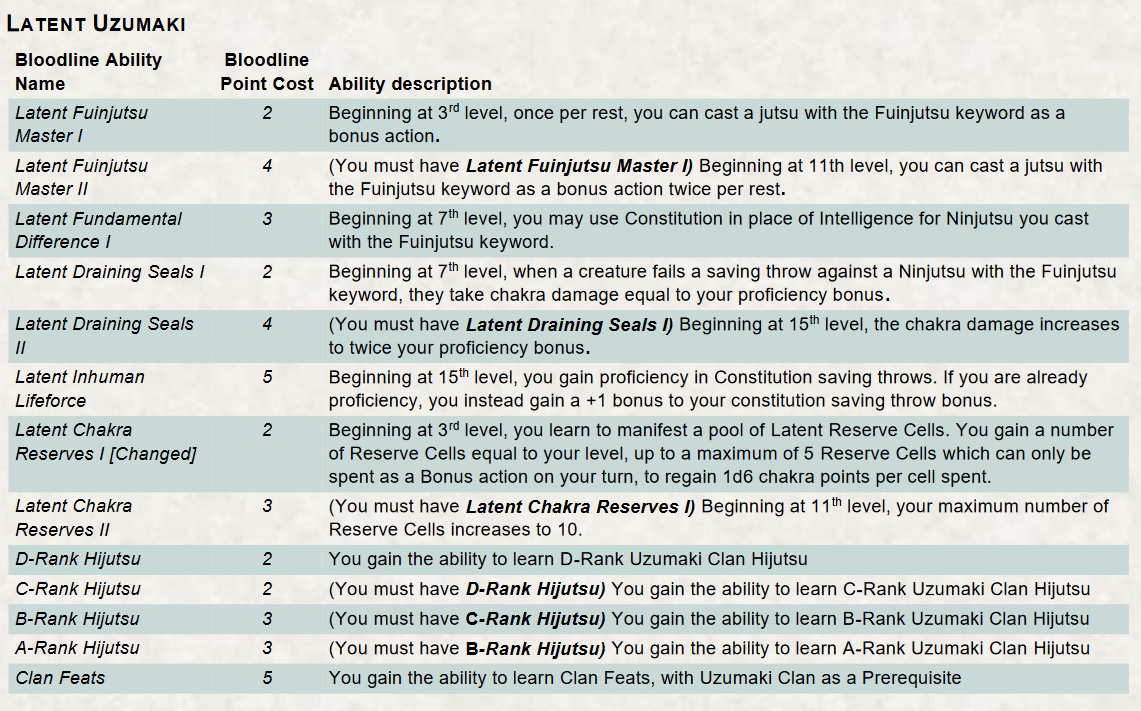 LATENT UZUMAKI
Bloodline Ability Name
Bloodline Point Cost
Ability description
Latent Fuinjutsu Master I
2
Beginning at 3rd level, once per rest, you can cast a jutsu with the Fuinjutsu keyword as a
bonus action.
Latent Fuinjutsu Master II
4
(You must have Latent Fuinjutsu Master I) Beginning at 11th level, you can cast a jutsu with
the Fuinjutsu keyword as a bonus action twice per rest.
Latent Fundamental Difference I
3
Beginning at 7th level, you may use Constitution in place of Intelligence for Ninjutsu you cast
with the Fuinjutsu keyword.
Latent Draining Seals I
2
Beginning at 7th level, when a creature fails a saving throw against a Ninjutsu with the Fuinjutsu
keyword, they take chakra damage equal to your proficiency bonus.
Latent Draining Seals II
4
(You must have Latent Draining Seals I) Beginning at 15th level, the chakra damage increases
to twice your proficiency bonus.
Latent Inhuman Lifeforce
5
Beginning at 15th level, you gain proficiency in Constitution saving throws. If you are already
proficiency, you instead gain a +1 bonus to your constitution saving throw bonus.
Latent Chakra Reserves I [Changed]
2
Beginning at 3rd level, you learn to manifest a pool of Latent Reserve Cells. You gain a number
of Reserve Cells equal to your level, up to a maximum of 5 Reserve Cells which can only be
spent as a Bonus action on your turn, to regain 1d6 chakra points per cell spent.
Latent Chakra Reserves II
3
(You must have Latent Chakra Reserves I) Beginning at 11th level, your maximum number of
Reserve Cells increases to 10.
D-Rank Hijutsu
2
You gain the ability to learn D-Rank Uzumaki Clan Hijutsu
C-Rank Hijutsu
2
(You must have D-Rank Hijutsu) You gain the ability to learn C-Rank Uzumaki Clan Hijutsu
B-Rank Hijutsu
3
(You must have C-Rank Hijutsu) You gain the ability to learn B-Rank Uzumaki Clan Hijutsu
A-Rank Hijutsu
3
(You must have B-Rank Hijutsu) You gain the ability to learn A-Rank Uzumaki Clan Hijutsu
Clan Feats
5
You gain the ability to learn Clan Feats, with Uzumaki Clan as a Prerequisite